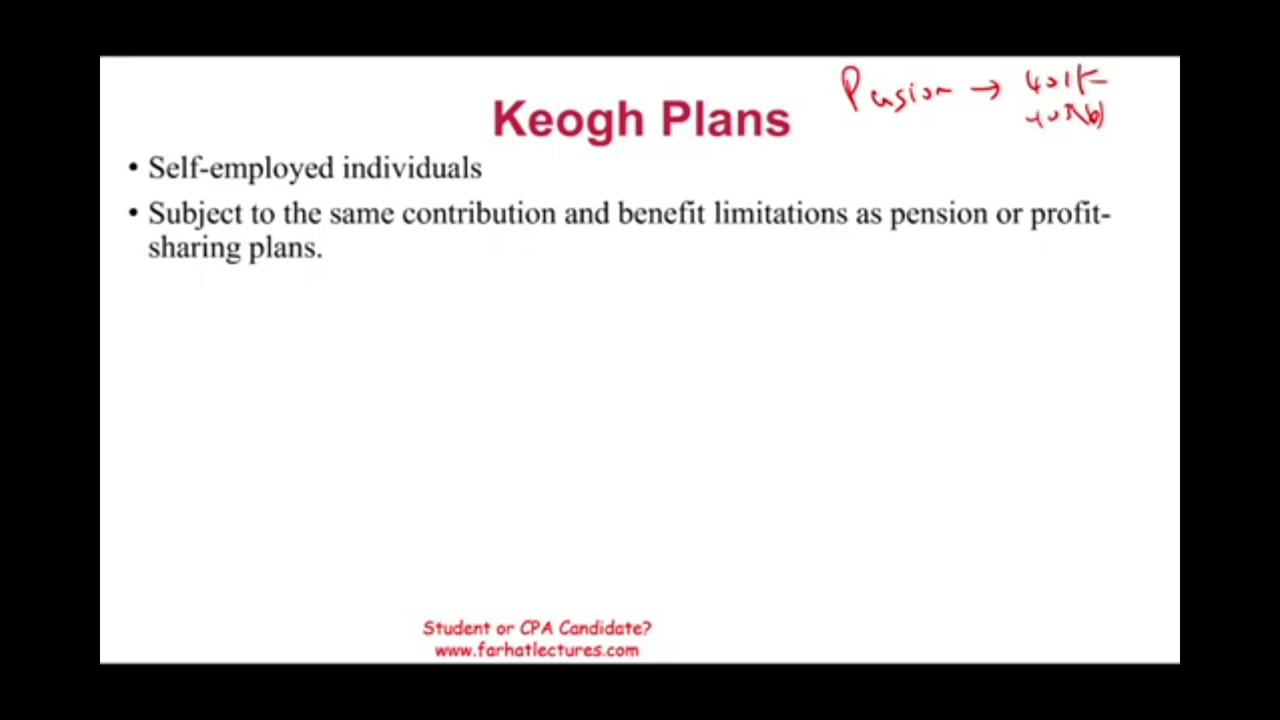 Keogh Plans
Pension → 401K
403(b)
• Self-employed individuals
• Subject to the same contribution and benefit limitations as pension or profit-
sharing plans.
Student or CPA Candidate?
www.farhatlectures.com